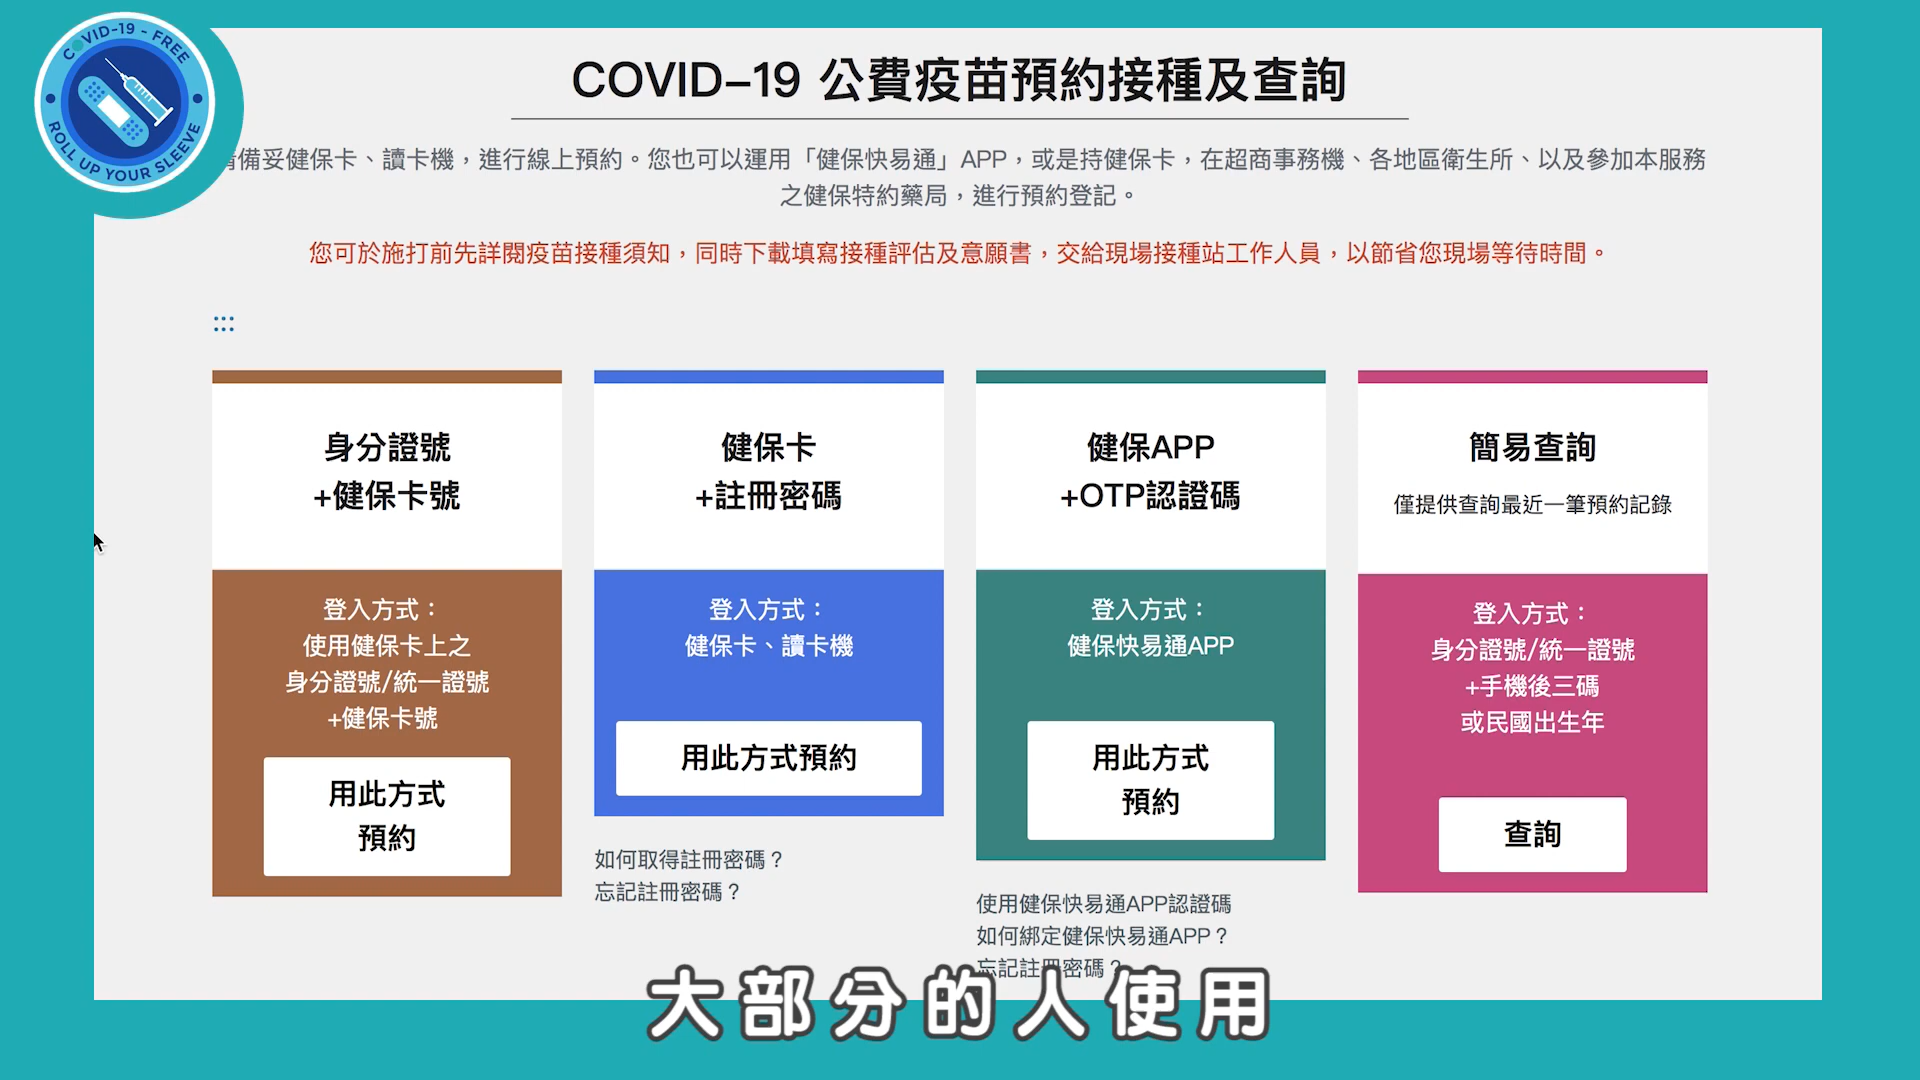 COVID-19 - FREE
ROLL UP YOUR SLEEVE
COVID–19 公費疫苗預約接種及查詢
備妥健保卡、讀卡機，進行線上預約。您也可以運用「健保快易通」APP，或是持健保卡，在超商事務機、各地區衛生所、以及參加本服務
之健保特約藥局，進行預約登記。
您可於施打前先詳閱疫苗接種須知，同時下載填寫接種評估及意願書，交給現場接種站工作人員，以節省您現場等待時間。
:::
身分證號
+健保卡號
登入方式：
使用健保卡上之
身分證號/統一證號
+健保卡號
用此方式
預約
健保卡
+註冊密碼
登入方式：
健保卡、讀卡機
用此方式預約
如何取得註冊密碼？
忘記註冊密碼？
健保APP
+OTP認證碼
登入方式：
健保快易通APP
用此方式
預約
使用健保快易通APP認證碼
如何綁定健保快易通APP？
忘記註冊密碼？
簡易查詢
僅提供查詢最近一筆預約記錄
登入方式：
身分證號/統一證號
+手機後三碼
或民國出生年
查詢
大部分的人使用